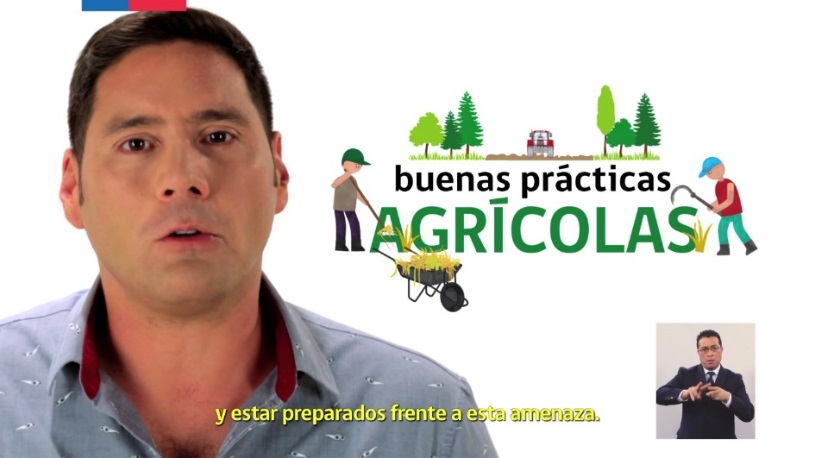 buenas prácticas
AGRÍCOLAS
y estar preparados frente a esta amenaza.